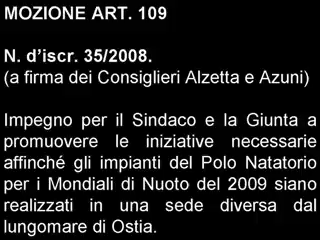 MOZIONE ART. 109
N. d'iscr. 35/2008.
(a firma dei Consiglieri Alzetta e Azuni)
Impegno per il Sindaco e la Giunta a
promuovere le iniziative necessarie
affinché gli impianti del Polo Natatorio
per i Mondiali di Nuoto del 2009 siano
realizzati in una sede diversa dal
lungomare di Ostia.